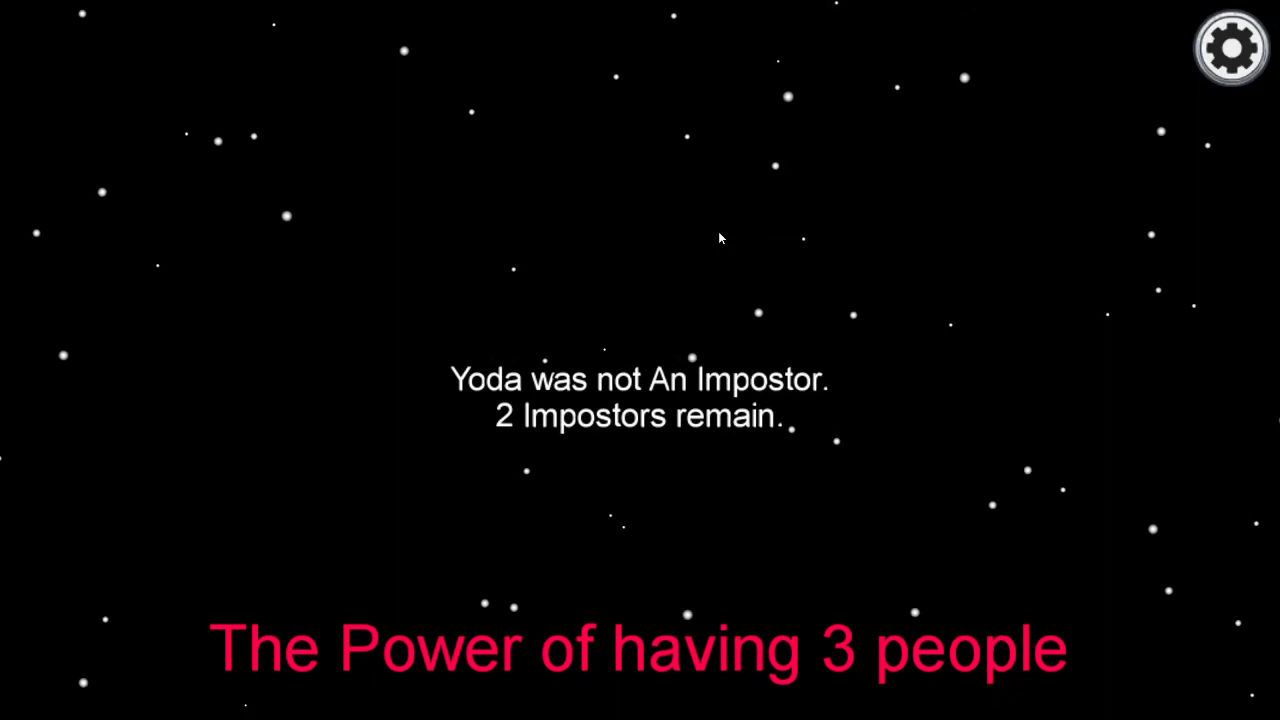 Yoda was not An Impostor.
2 Impostors remain.
The Power of having 3 people